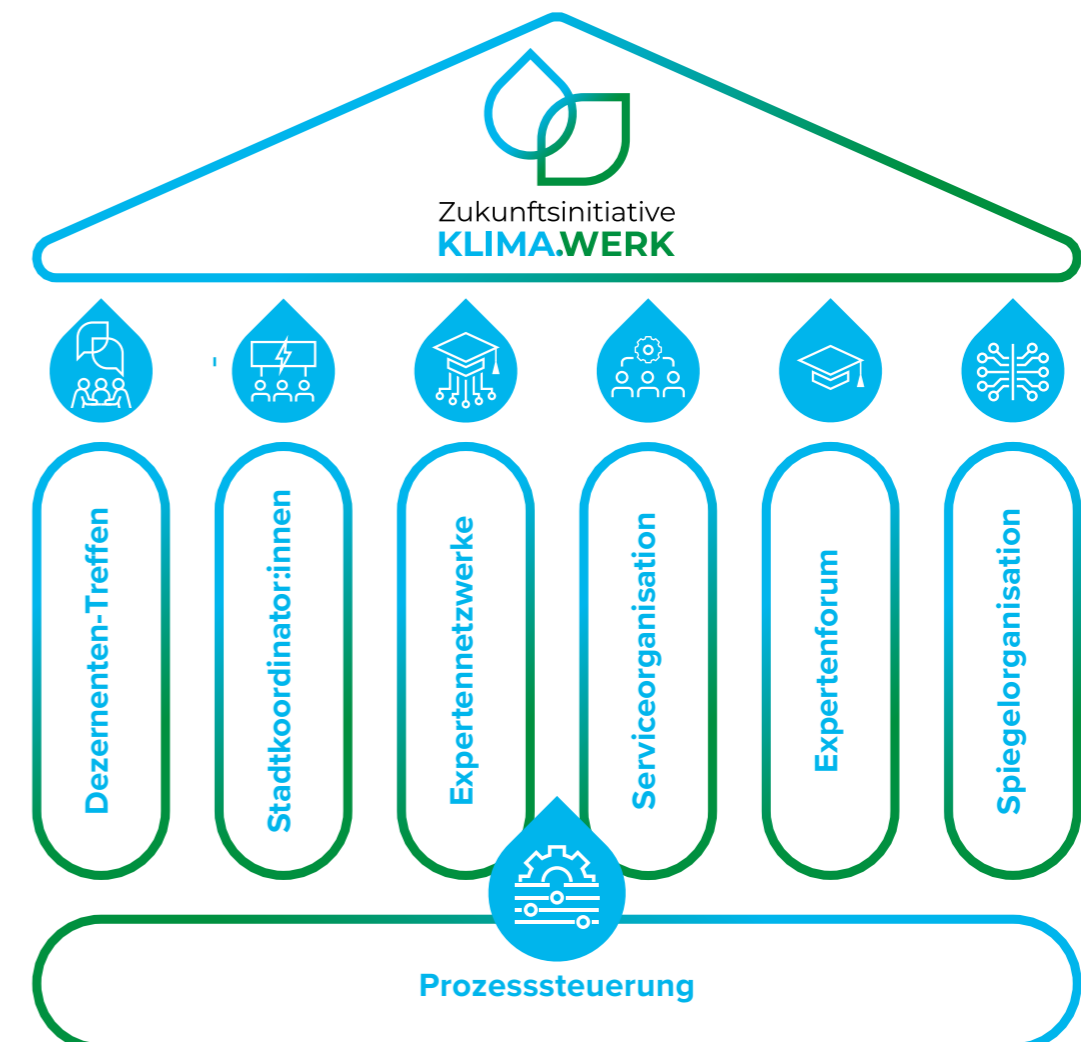 Zukunftsinitiative
KLIMA.WERK
Dezernenten-Treffen
Stadtkoordinator:innen
Expertennetzwerke
Serviceorganisation
Expertenforum
Spiegelorganisation
Prozesssteuerung